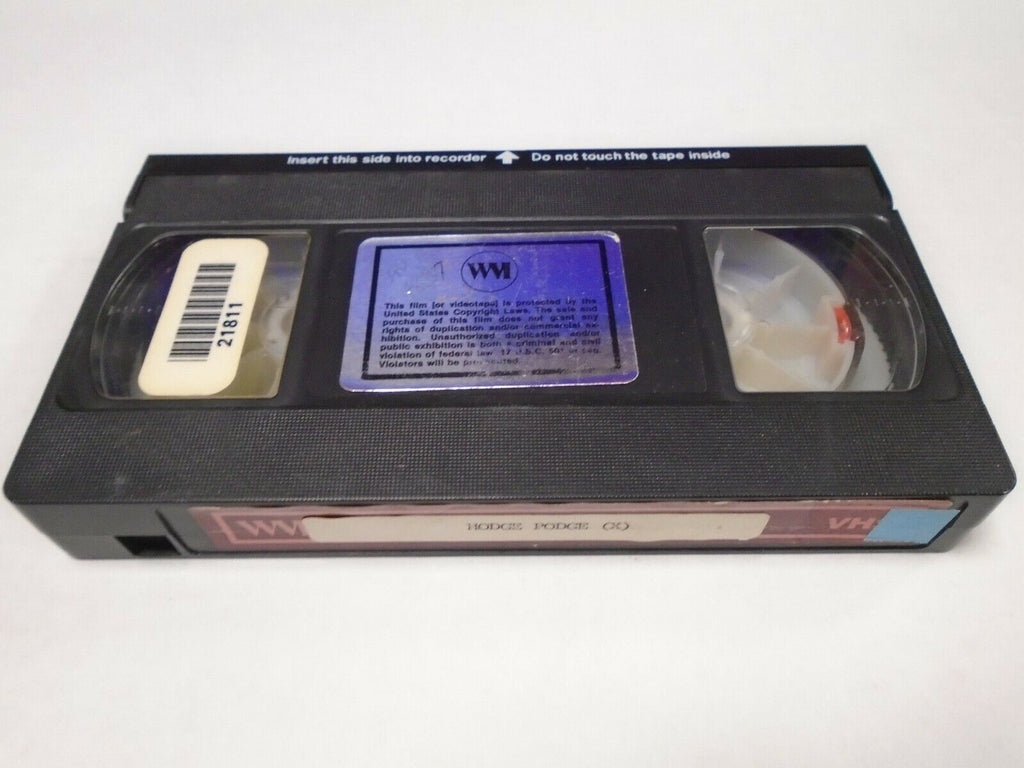 Insert this side into recorder Do not touch the tape inside
21811
WM
This film [or videotape] is protected by the
United States Copyright Laws. The sale and
purchase of this film does not grant any
rights of duplication and/or commercial ex-
hibition. Unauthorized duplication and/or
public exhibition is both a criminal and civil
violation of federal law. 17 U.S.C.
Violators will be prosecuted.
WM
HODGE PODGE (X)
VHS